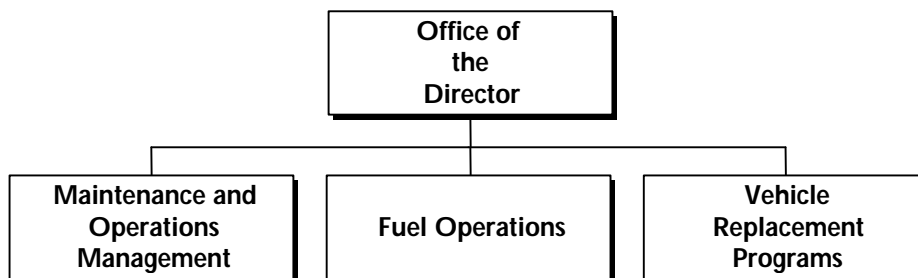 Office of
the
Director
Maintenance and
Operations
Management
Fuel Operations
Vehicle
Replacement
Programs